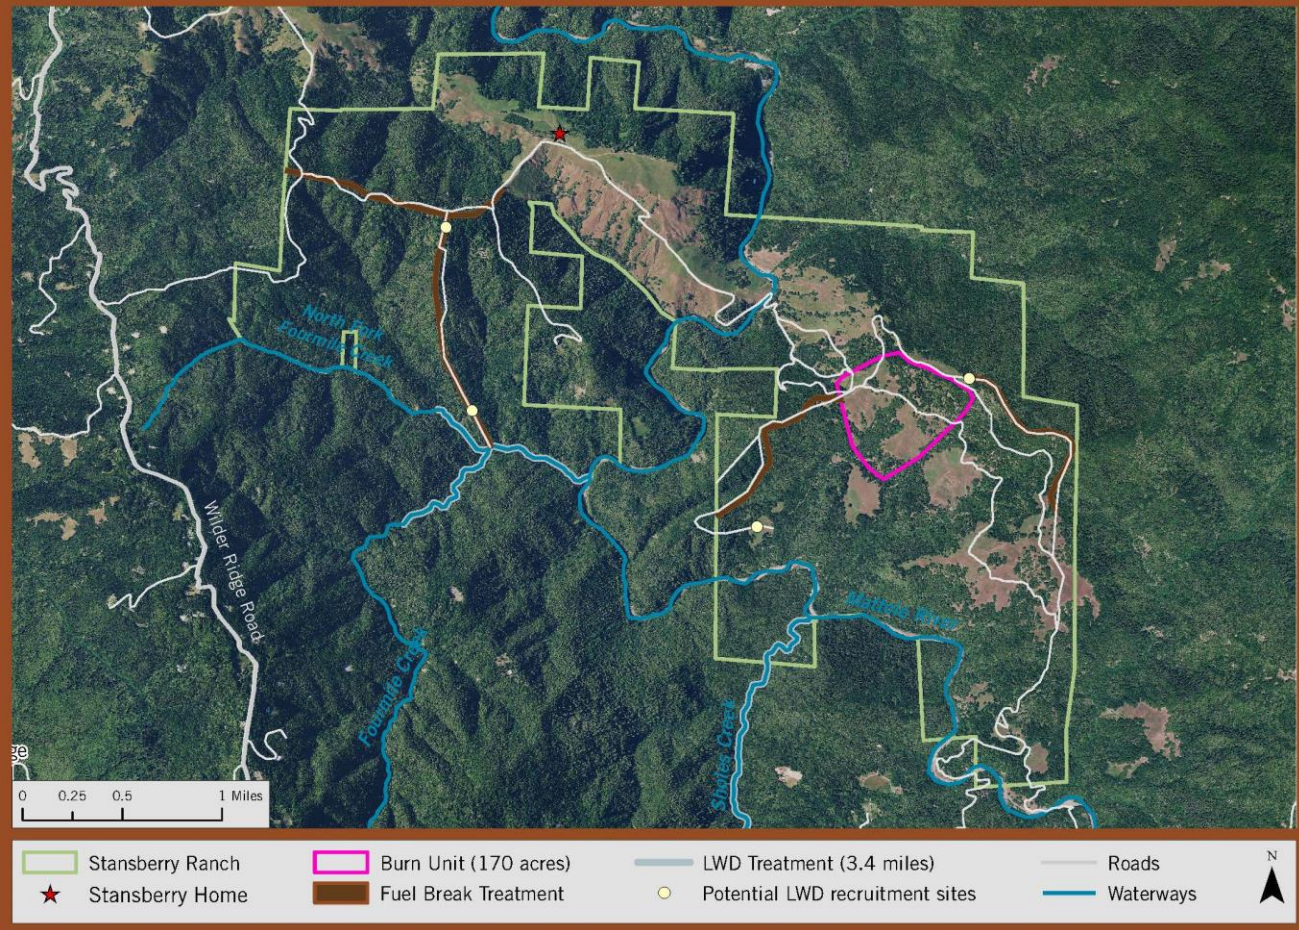 North Fork
Fourmile Creek
Wilder Ridge Road
Fourmile Creek
Mattole River
Sholes Creek
ge
0 0.25 0.5 1 Miles
Stansberry Ranch
Stansberry Home
Burn Unit (170 acres)
Fuel Break Treatment
LWD Treatment (3.4 miles)
Potential LWD recruitment sites
Roads
Waterways
N